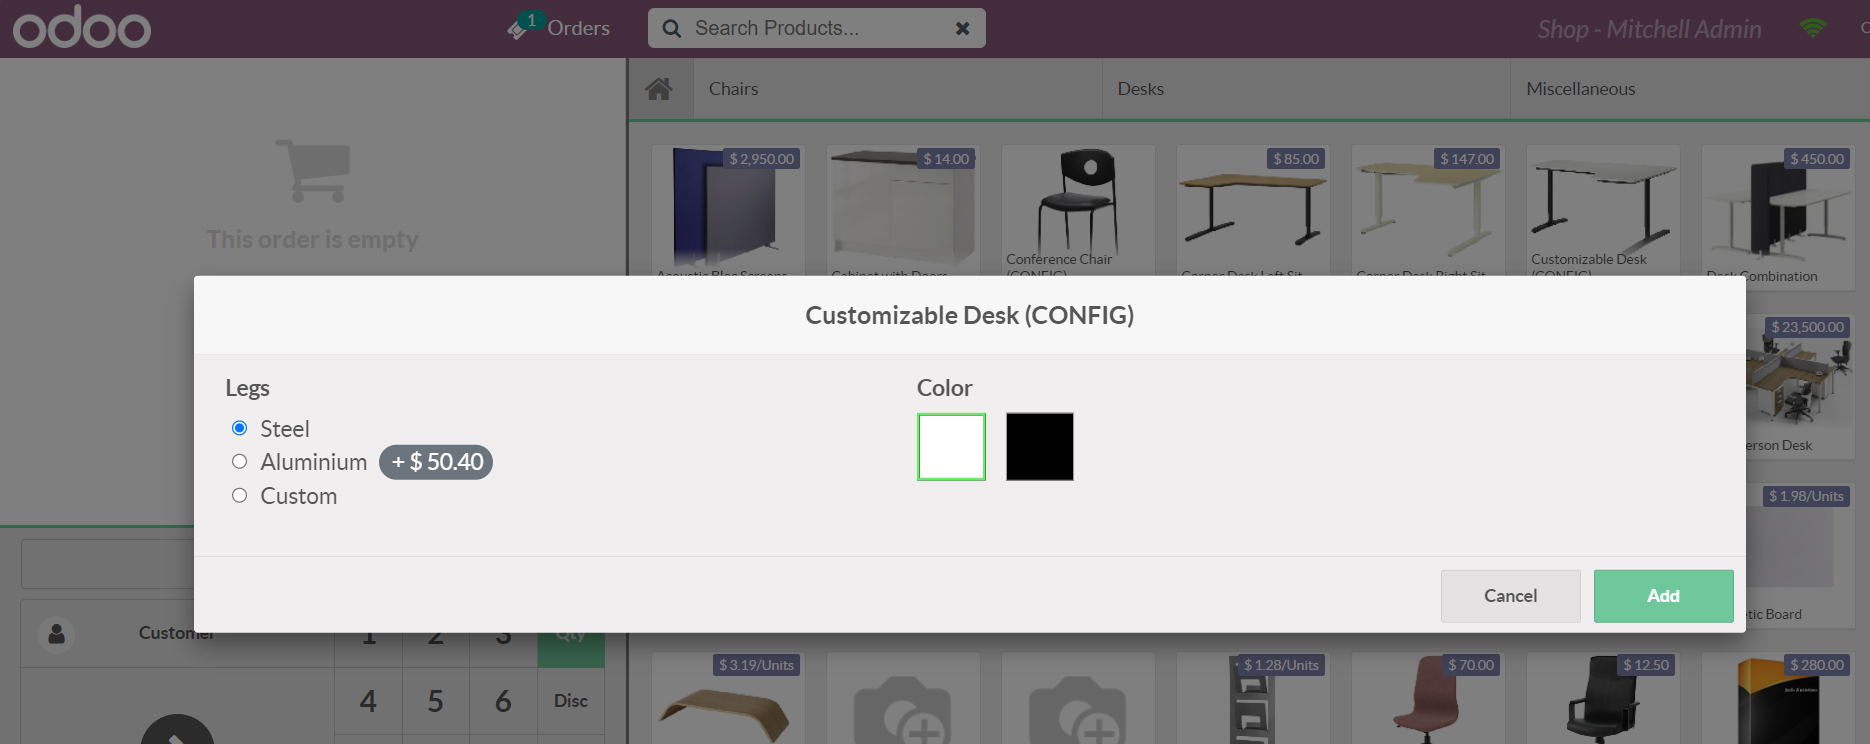 odoo
1
Orders
Search Products...
Shop - Mitchell Admin
Chairs
Desks
Miscellaneous
$ 2,950.00
$ 14.00
$ 85.00
$ 147.00
$ 450.00
Conference Chair
(CONFIG)
Customizable Desk
(CONFIG)
Acoustic Bloc Screens
Cabinet with Doors
Corner Desk Left Sit
Corner Desk Right Sit
Desk Combination
This order is empty
Customizable Desk (CONFIG)
Legs
Steel
Aluminium + $ 50.40
Custom
Color
Cancel
Add
$ 23,500.00
erson Desk
$ 1.98/Units
etic Board
Customer
1 2 3 Qty
4 5 6 Disc
$ 3.19/Units
$ 1.28/Units
$ 70.00
$ 12.50
$ 280.00